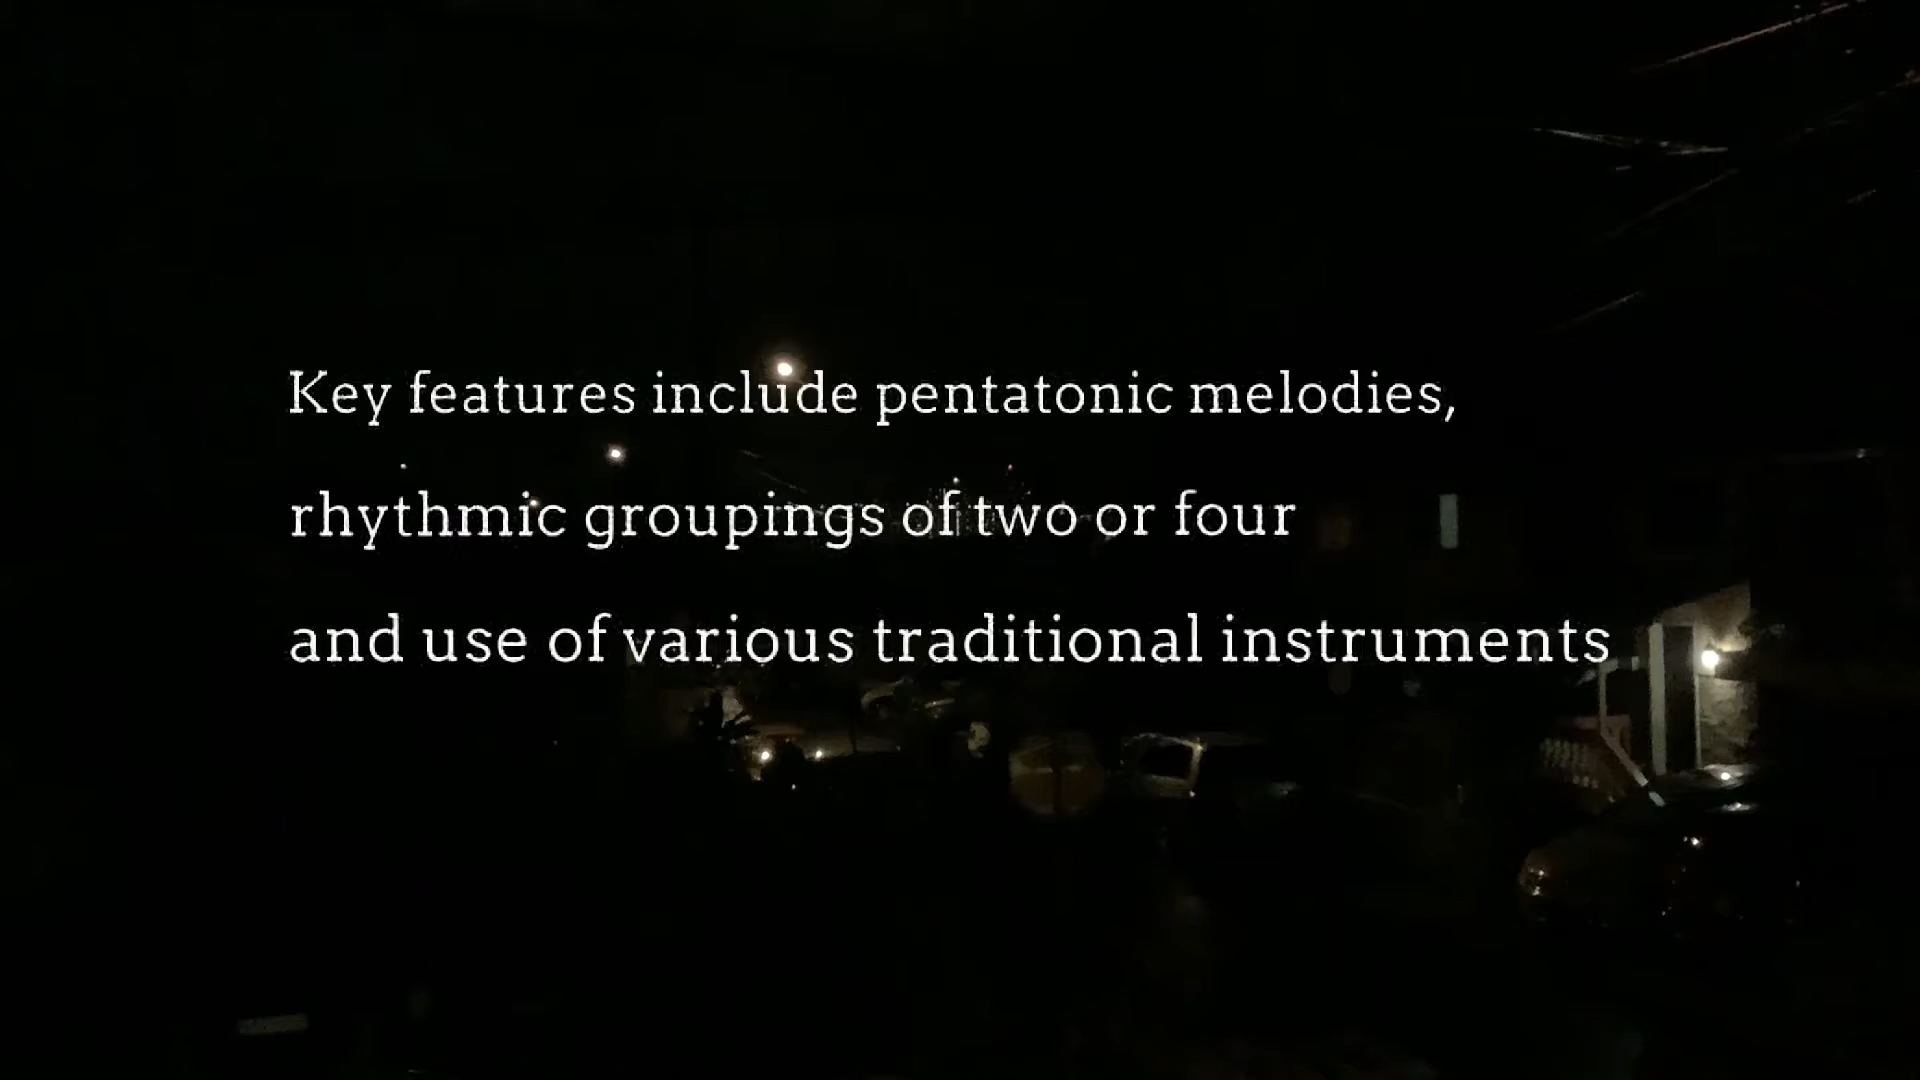 Key features include pentatonic melodies,
rhythmic groupings of two or four
and use of various traditional instruments